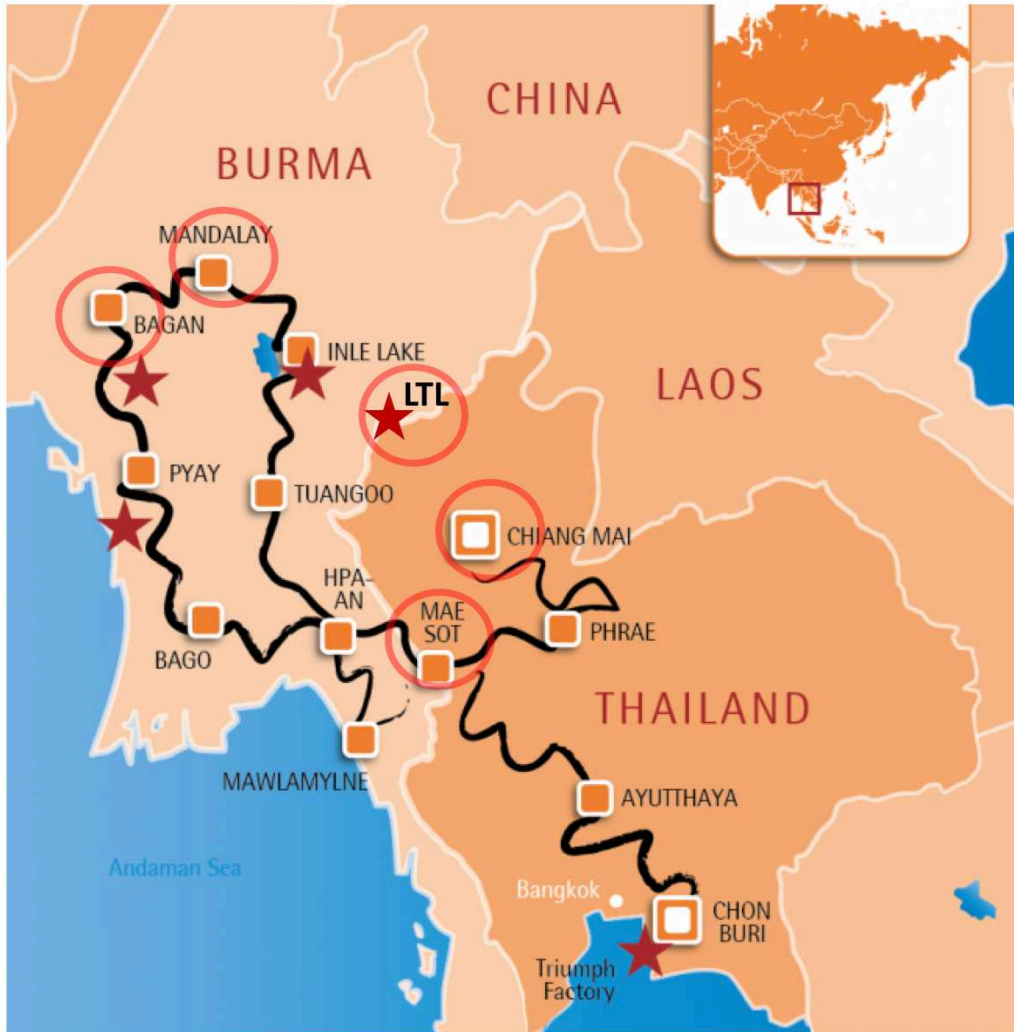 CHINA
BURMA
MANDALAY
BAGAN
INLE LAKE
LTL
LAOS
PYAY
TUANGOO
CHIANG MAI
HPA-
AN
MAE
SOT
PHRAE
BAGO
THAILAND
MAWLAMYLNE
AYUTTHAYA
Andaman Sea
Bangkok
CHON
BURI
Triumph
Factory